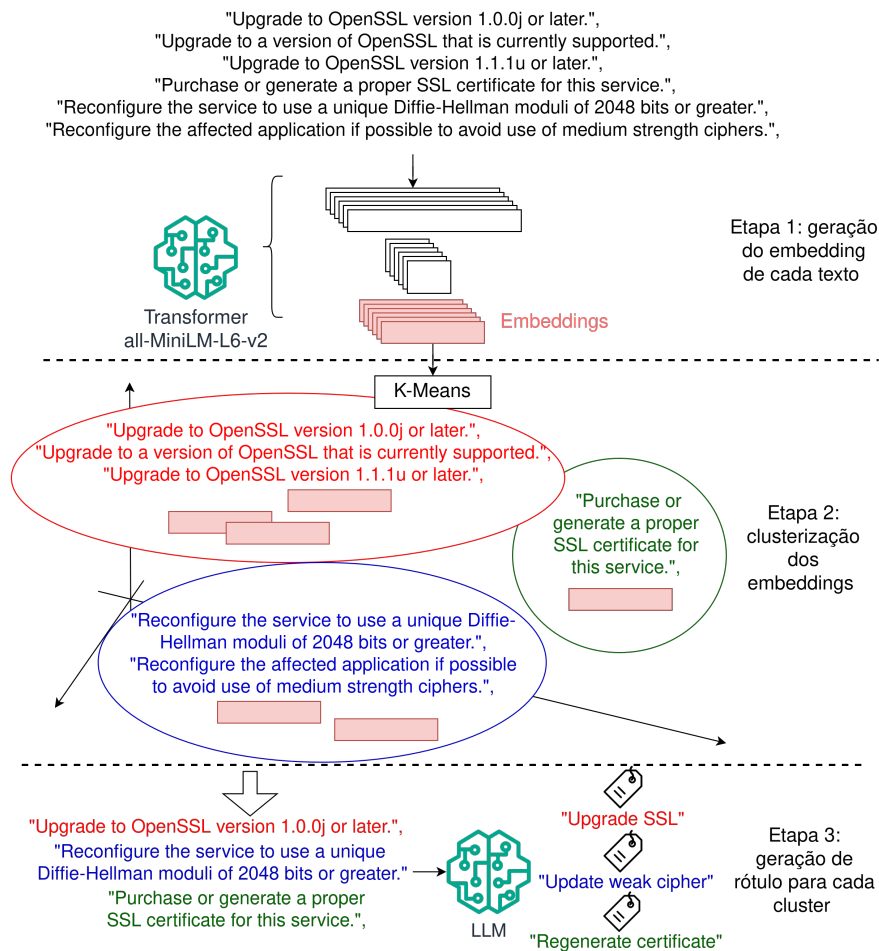 "Upgrade to OpenSSL version 1.0.0j or later.",
"Upgrade to a version of OpenSSL that is currently supported.",
"Upgrade to OpenSSL version 1.1.1u or later.",
"Purchase or generate a proper SSL certificate for this service.",
"Reconfigure the service to use a unique Diffie-Hellman moduli of 2048 bits or greater.",
"Reconfigure the affected application if possible to avoid use of medium strength ciphers.",
Transformer
all-MiniLM-L6-v2
Embeddings
Etapa 1: geração
do embedding
de cada texto
K-Means
"Upgrade to OpenSSL version 1.0.0j or later.",
"Upgrade to a version of OpenSSL that is currently supported.",
"Upgrade to OpenSSL version 1.1.1u or later.",
"Purchase or
generate a proper
SSL certificate for
this service.",
Etapa 2:
clusterização
dos
embeddings
"Reconfigure the service to use a unique Diffie-
Hellman moduli of 2048 bits or greater.",
"Reconfigure the affected application if possible
to avoid use of medium strength ciphers.",
"Upgrade to OpenSSL version 1.0.0j or later.",
"Reconfigure the service to use a unique
Diffie-Hellman moduli of 2048 bits or greater."
"Purchase or generate a proper
SSL certificate for this service.",
LLM
"Upgrade SSL"
"Update weak cipher"
"Regenerate certificate"
Etapa 3:
geração de
rótulo para cada
cluster